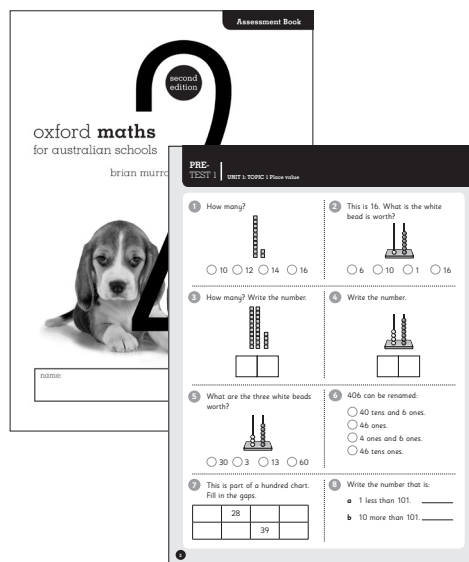 Assessment Book
second
edition
oxford maths
for australian schools
brian murra
name:
PRE-
TEST 1
UNIT 1: TOPIC 1 Place value
1 How many?
10 12 14 16
2 This is 16. What is the white
bead is worth?
6 10 1 16
3 How many? Write the number.
4 Write the number.
5 What are the three white beads
worth?
30 3 13 60
6 406 can be renamed:
40 tens and 6 ones.
46 ones.
4 ones and 6 ones.
46 tens ones.
7 This is part of a hundred chart.
Fill in the gaps.
28
39
8 Write the number that is:
a 1 less than 101.
b 10 more than 101.
2